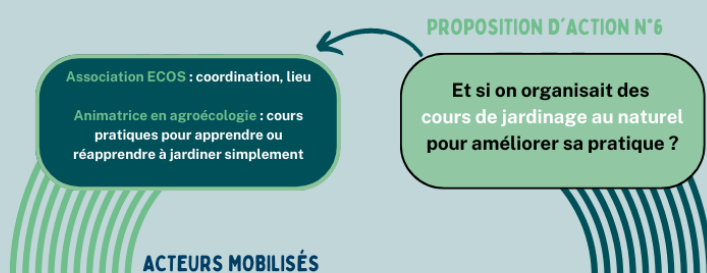 PROPOSITION D'ACTION N°6
Association ECOS : coordination, lieu
Animatrice en agroécologie : cours
pratiques pour apprendre ou
réapprendre à jardiner simplement
Et si on organisait des
cours de jardinage au naturel
pour améliorer sa pratique ?
ACTEURS MOBILISÉS